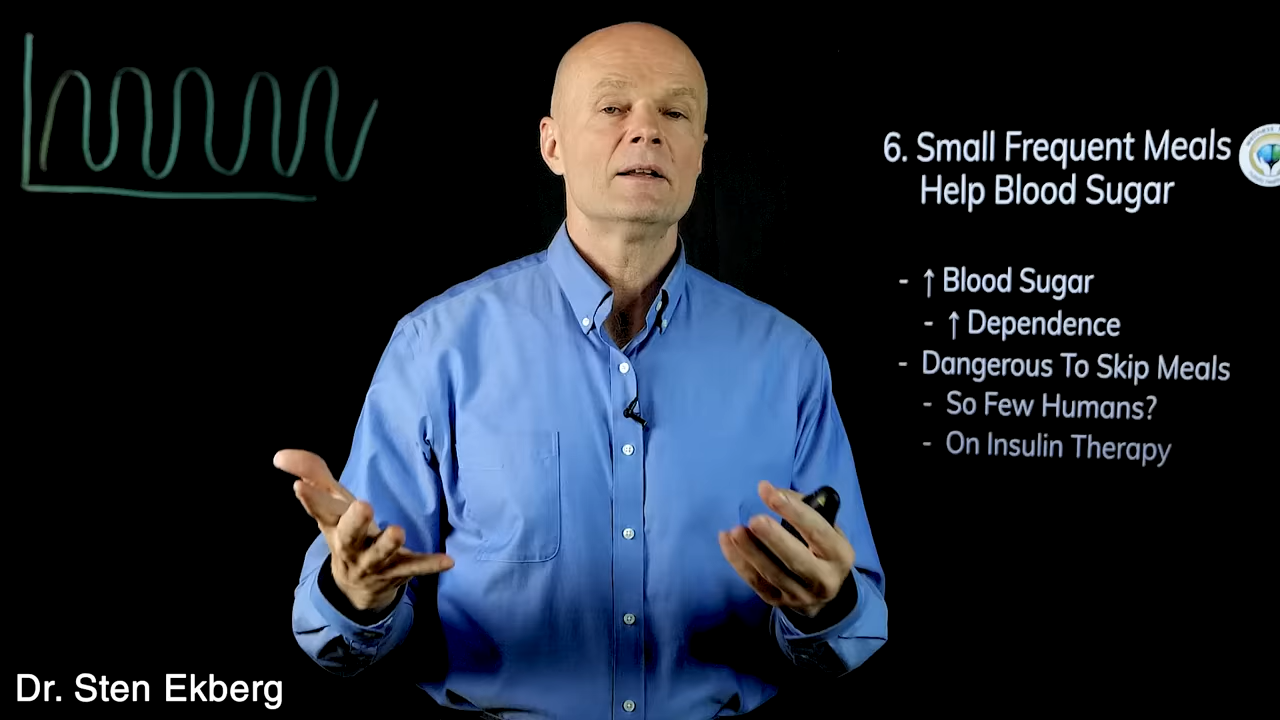 6. Small Frequent Meals
Help Blood Sugar
- ↑ Blood Sugar
- ↑ Dependence
- Dangerous To Skip Meals
- So Few Humans?
- On Insulin Therapy
Dr. Sten Ekberg